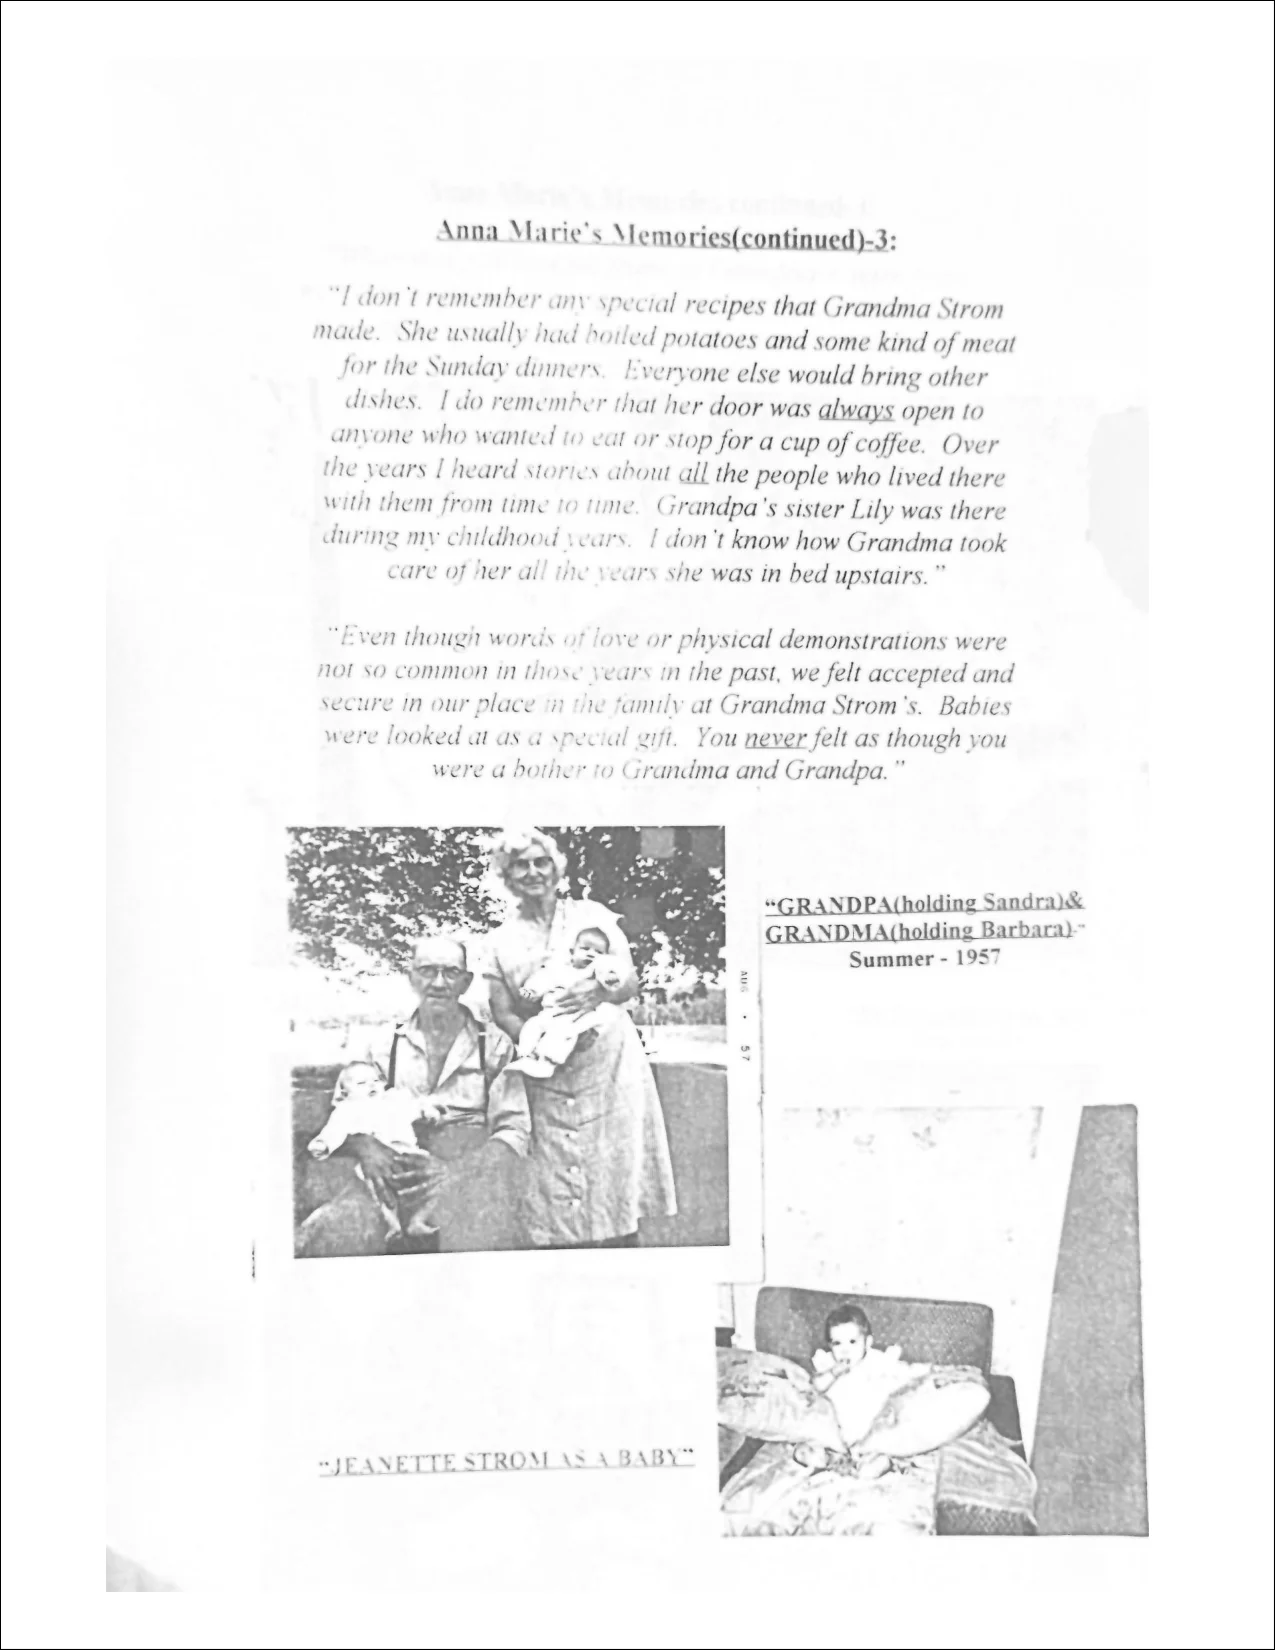 Anna Marie's Memories(continued)-3:
"I don't remember any special recipes that Grandma Strom
made. She usually had boiled potatoes and some kind of meat
for the Sunday dinners. Everyone else would bring other
dishes. I do remember that her door was always open to
anyone who wanted to eat or stop for a cup of coffee. Over
the years I heard stories about all the people who lived there
with them from time to time. Grandpa's sister Lily was there
during my childhood years. I don't know how Grandma took
care of her all the years she was in bed upstairs."
"Even though words of love or physical demonstrations were
not so common in those years in the past, we felt accepted and
secure in our place in the family at Grandma Strom's. Babies
were looked at as a special gift. You never felt as though you
were a bother to Grandma and Grandpa."
"GRANDPA(holding Sandra)&
GRANDMA(holding Barbara)-"
Summer - 1957
AUG • 57
"JEANETTE STROM AS A BABY"